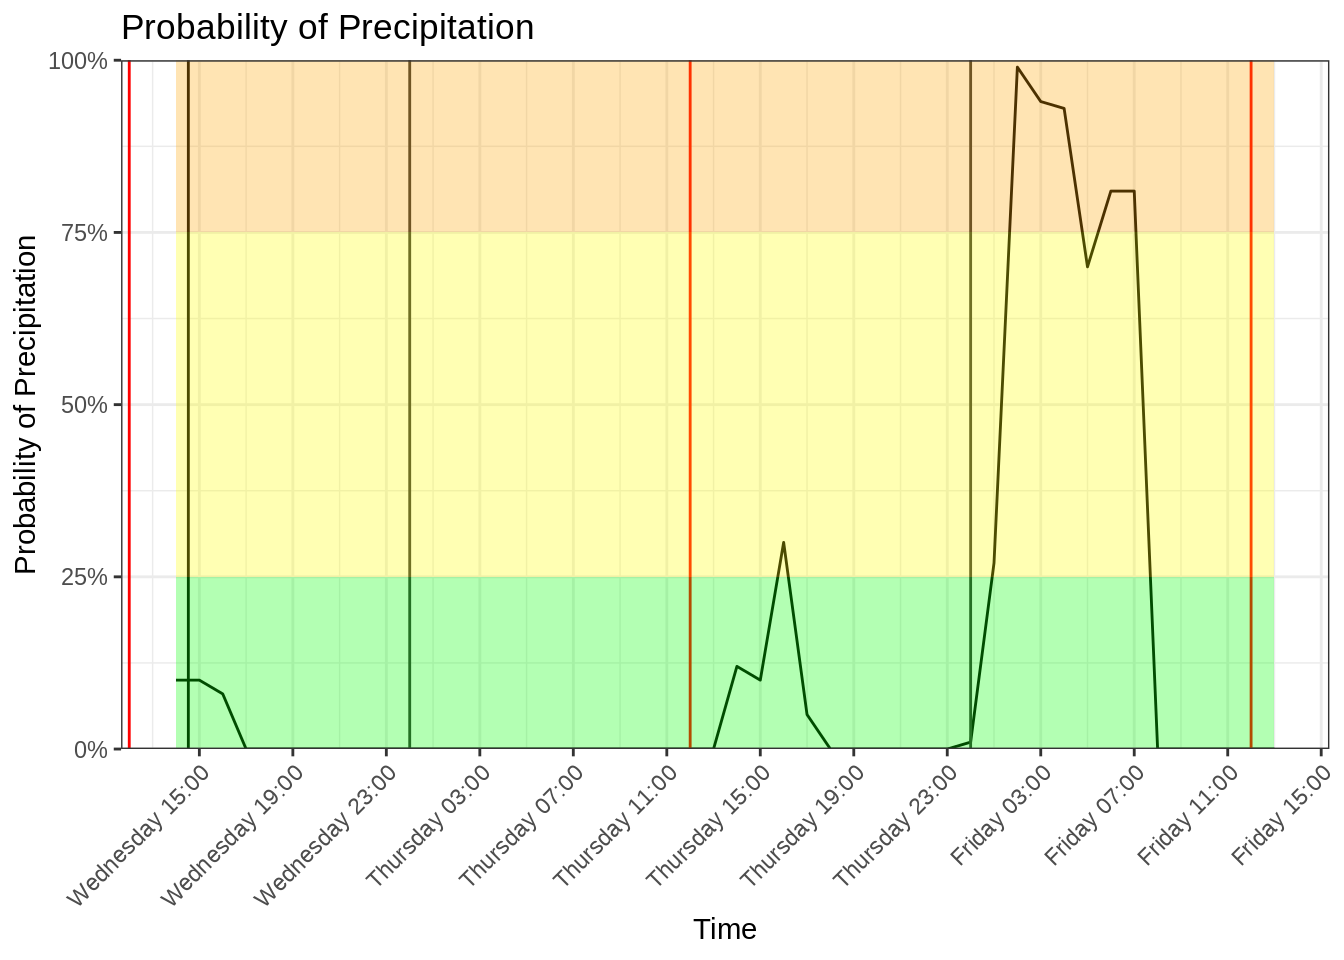 Probability of Precipitation
Probability of Precipitation
100%
75%
50%
25%
0%
Wednesday 15:00
Wednesday 19:00
Wednesday 23:00
Thursday 03:00
Thursday 07:00
Thursday 11:00
Thursday 15:00
Thursday 19:00
Thursday 23:00
Friday 03:00
Friday 07:00
Friday 11:00
Friday 15:00
Time